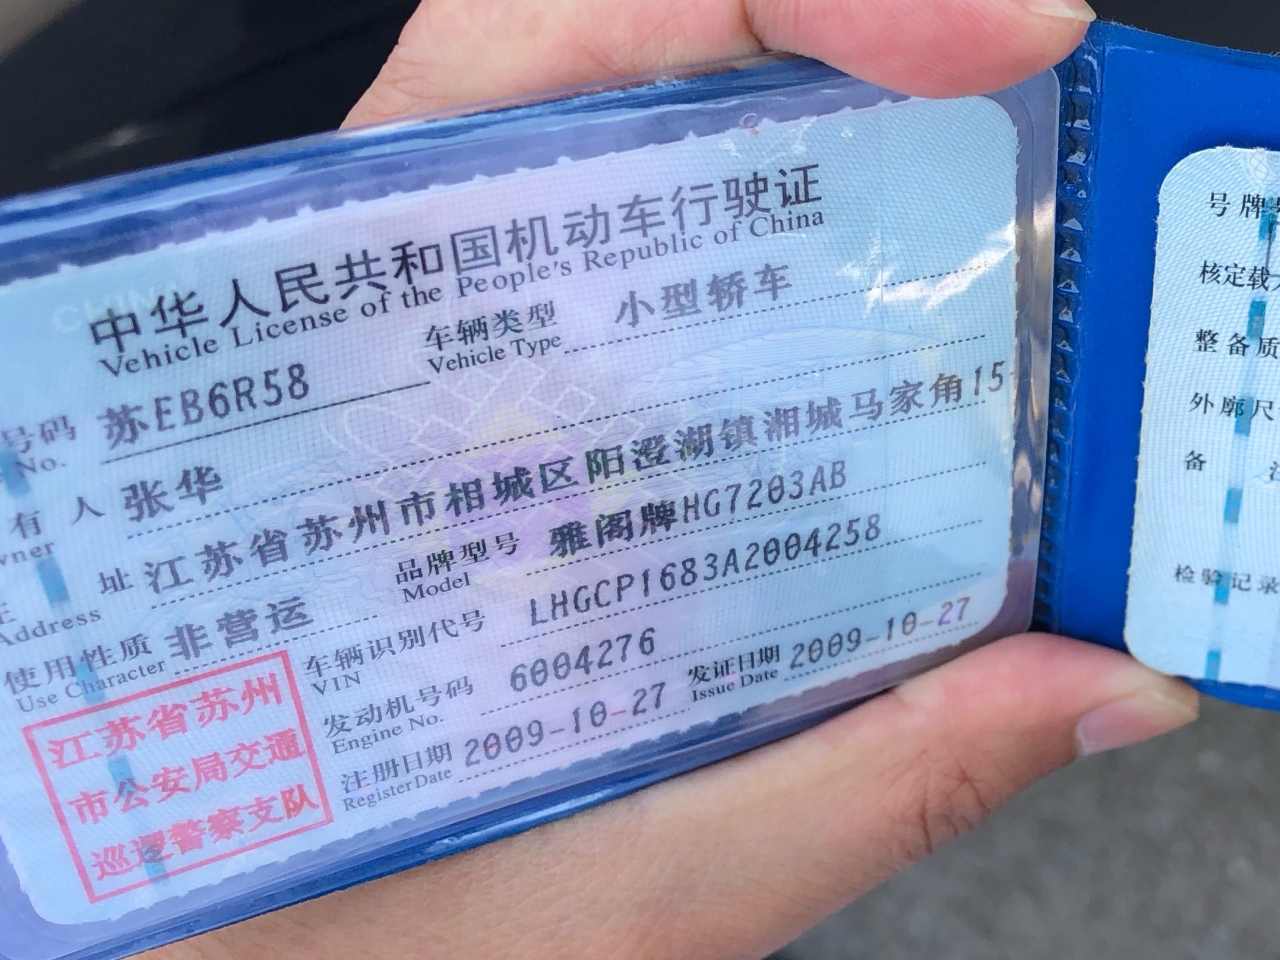 中华人民共和国机动车行驶证
Vehicle License of the People's Republic of China
号码 苏EB6R58 车辆类型 小型轿车
No. Vehicle Type
有 人 张华
wner
址 江苏省苏州市相城区阳澄湖镇湘城马家角15
Address
使用性质 非营运 品牌型号 雅阁牌HG7203AB
Use Character Model
车辆识别代号 LHGCP1683A2004258
VIN
发动机号码 6004276
Engine No.
注册日期 2009-10-27 发证日期 2009-10-27
Register Date Issue Date
江苏省苏州
市公安局交通
巡逻警察支队
号牌
核定载
整备质
外廓尺
备
检验记录